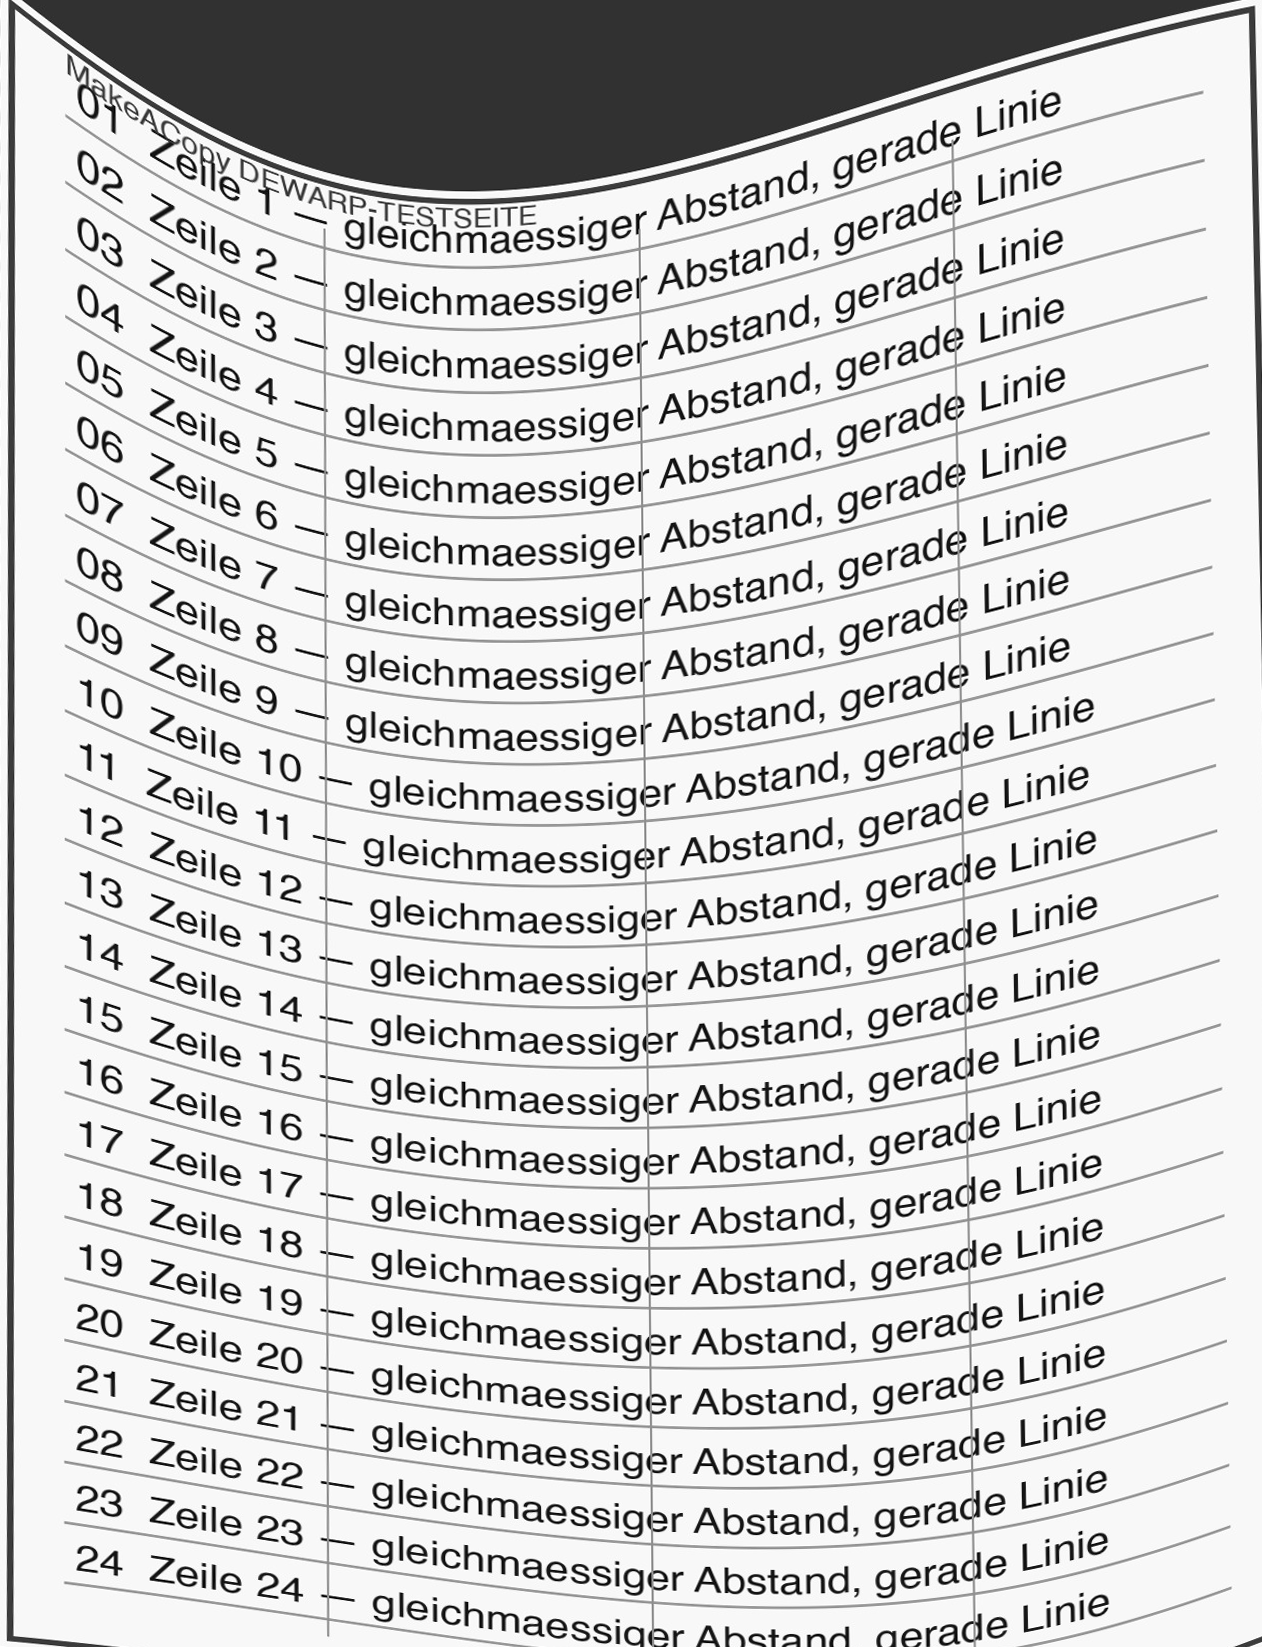 MakeACopy DEWARP-TESTSEITE
01 Zeile 1 — gleichmaessiger Abstand, gerade Linie
02 Zeile 2 — gleichmaessiger Abstand, gerade Linie
03 Zeile 3 — gleichmaessiger Abstand, gerade Linie
04 Zeile 4 — gleichmaessiger Abstand, gerade Linie
05 Zeile 5 — gleichmaessiger Abstand, gerade Linie
06 Zeile 6 — gleichmaessiger Abstand, gerade Linie
07 Zeile 7 — gleichmaessiger Abstand, gerade Linie
08 Zeile 8 — gleichmaessiger Abstand, gerade Linie
09 Zeile 9 — gleichmaessiger Abstand, gerade Linie
10 Zeile 10 — gleichmaessiger Abstand, gerade Linie
11 Zeile 11 — gleichmaessiger Abstand, gerade Linie
12 Zeile 12 — gleichmaessiger Abstand, gerade Linie
13 Zeile 13 — gleichmaessiger Abstand, gerade Linie
14 Zeile 14 — gleichmaessiger Abstand, gerade Linie
15 Zeile 15 — gleichmaessiger Abstand, gerade Linie
16 Zeile 16 — gleichmaessiger Abstand, gerade Linie
17 Zeile 17 — gleichmaessiger Abstand, gerade Linie
18 Zeile 18 — gleichmaessiger Abstand, gerade Linie
19 Zeile 19 — gleichmaessiger Abstand, gerade Linie
20 Zeile 20 — gleichmaessiger Abstand, gerade Linie
21 Zeile 21 — gleichmaessiger Abstand, gerade Linie
22 Zeile 22 — gleichmaessiger Abstand, gerade Linie
23 Zeile 23 — gleichmaessiger Abstand, gerade Linie
24 Zeile 24 — gleichmaessiger Abstand, gerade Linie